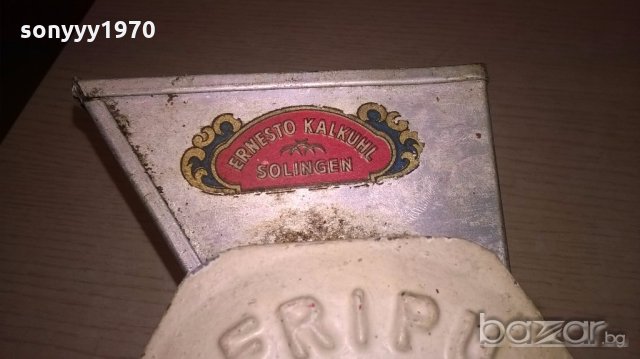 sonyyy1970
ERNESTO KALKUHL
SOLINGEN
bazar.bg